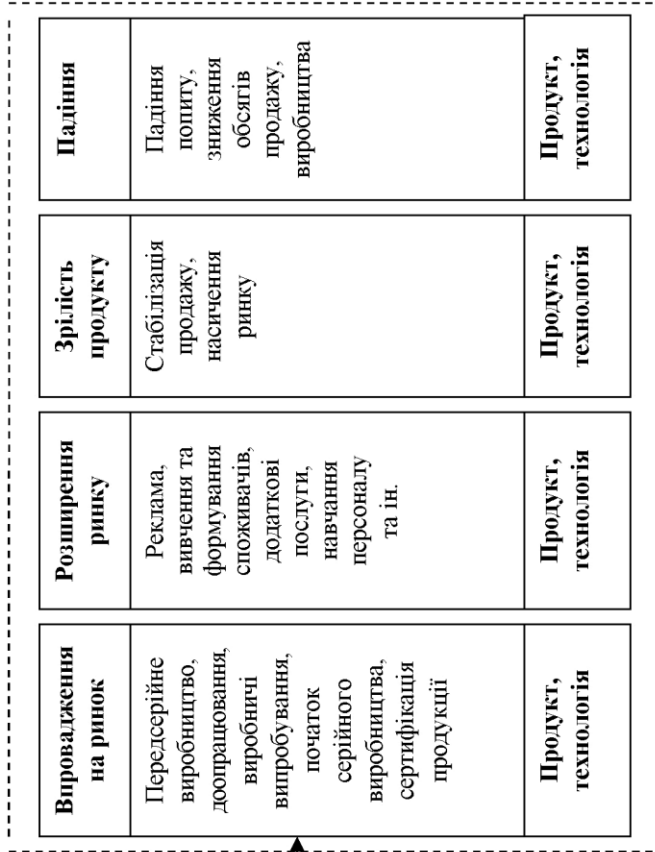 Впровадження
на ринок
Передсерійне
виробництво,
доопрацювання,
виробничі
випробування,
початок
серійного
виробництва,
сертифікація
продукції
Продукт,
технологія
Розширення
ринку
Реклама,
вивчення та
формування
споживачів,
додаткові
послуги,
навчання
персоналу
та ін.
Продукт,
технологія
Зрілість
продукту
Стабілізація
продажу,
насичення
ринку
Продукт,
технологія
Падіння
Падіння
попиту,
зниження
обсягів
продажу,
виробництва
Продукт,
технологія